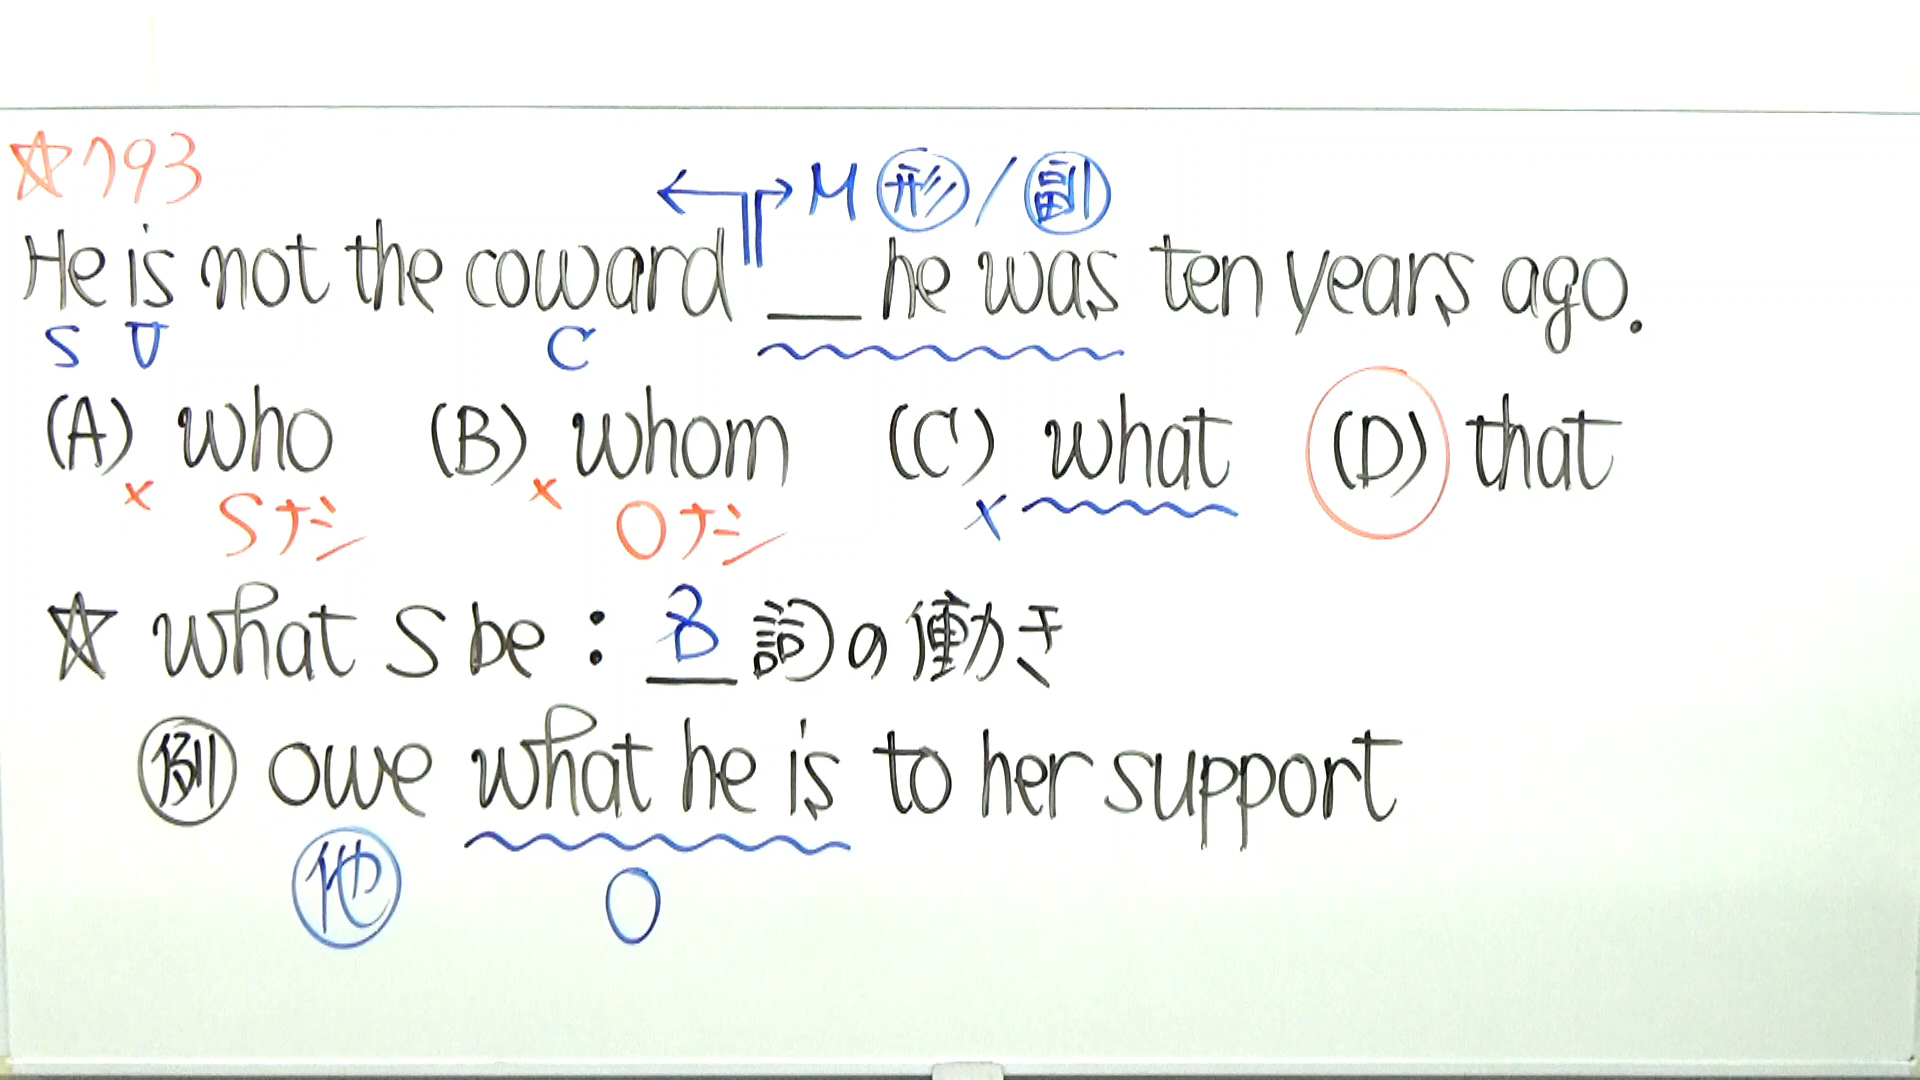 ☆793
← → M 形/副
He is not the coward __ he was ten years ago.
S V C
(A) who (B) whom (C) what (D) that
× Sナシ × Oナシ ×
☆ what S be : 名詞の働き
例 owe what he is to her support
他 O